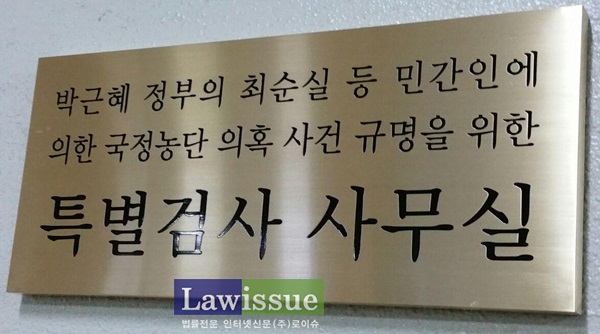 박근혜 정부의 최순실 등 민간인에
의한 국정농단 의혹 사건 규명을 위한
특별검사 사무실
Lawissue
법률전문 인터넷신문 (주)로이슈